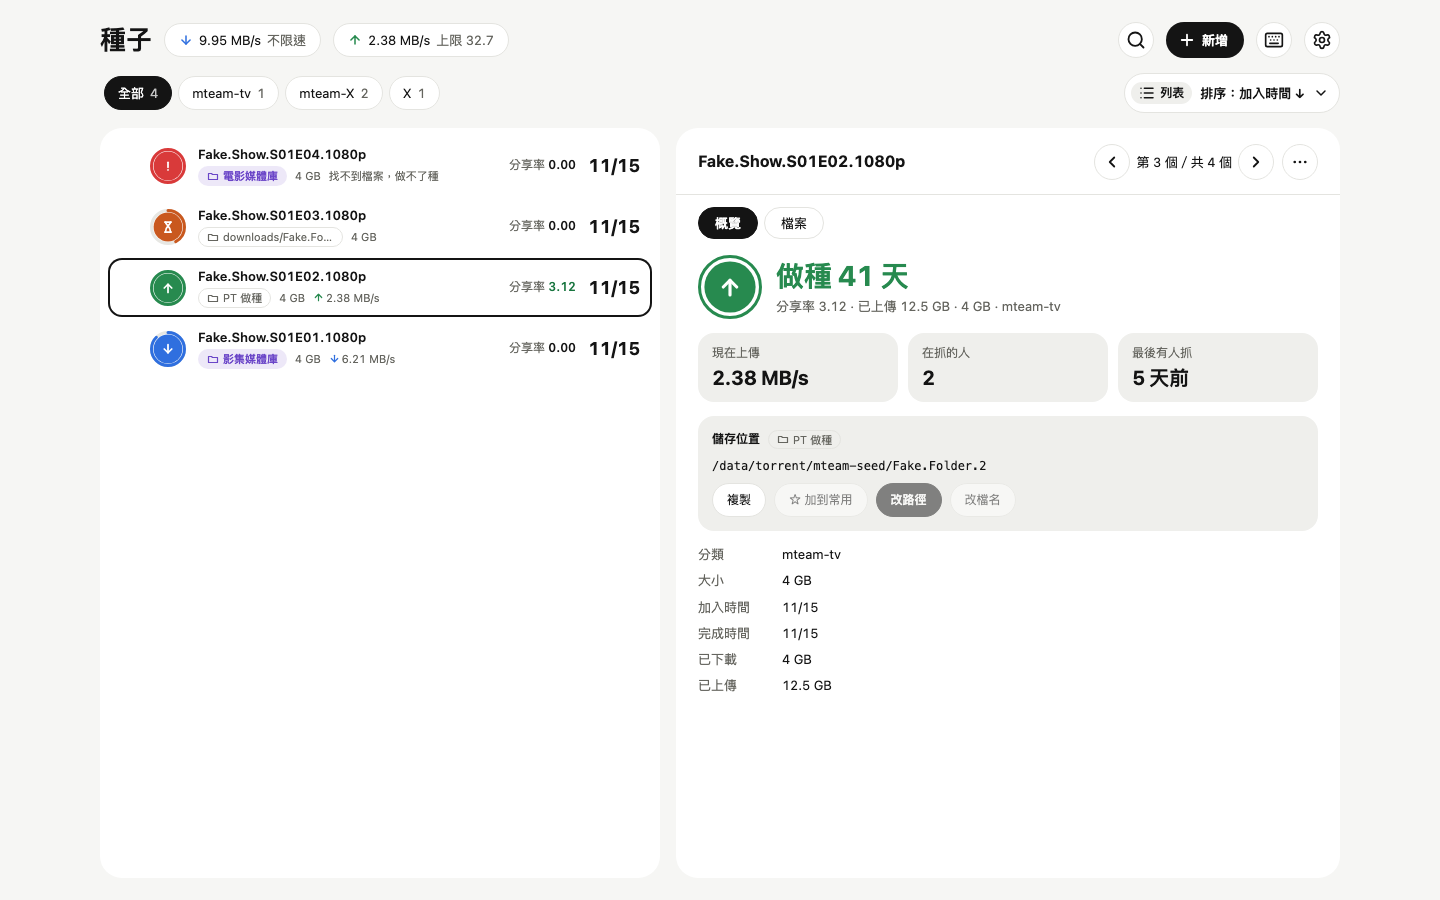 種子
9.95 MB/s 不限速
2.38 MB/s 上限 32.7
新增
全部 4
mteam-tv 1
mteam-X 2
X 1
列表
排序：加入時間 ↓
Fake.Show.S01E04.1080p
電影媒體庫 4 GB 找不到檔案，做不了種
分享率 0.00 11/15
Fake.Show.S01E03.1080p
downloads/Fake.Fo... 4 GB
分享率 0.00 11/15
Fake.Show.S01E02.1080p
PT 做種 4 GB ↑ 2.38 MB/s
分享率 3.12 11/15
Fake.Show.S01E01.1080p
影集媒體庫 4 GB ↓ 6.21 MB/s
分享率 0.00 11/15
Fake.Show.S01E02.1080p
第 3 個 / 共 4 個
概覽
檔案
做種 41 天
分享率 3.12 · 已上傳 12.5 GB · 4 GB · mteam-tv
現在上傳
2.38 MB/s
在抓的人
2
最後有人抓
5 天前
儲存位置 PT 做種
/data/torrent/mteam-seed/Fake.Folder.2
複製
加到常用
改路徑
改檔名
分類 mteam-tv
大小 4 GB
加入時間 11/15
完成時間 11/15
已下載 4 GB
已上傳 12.5 GB